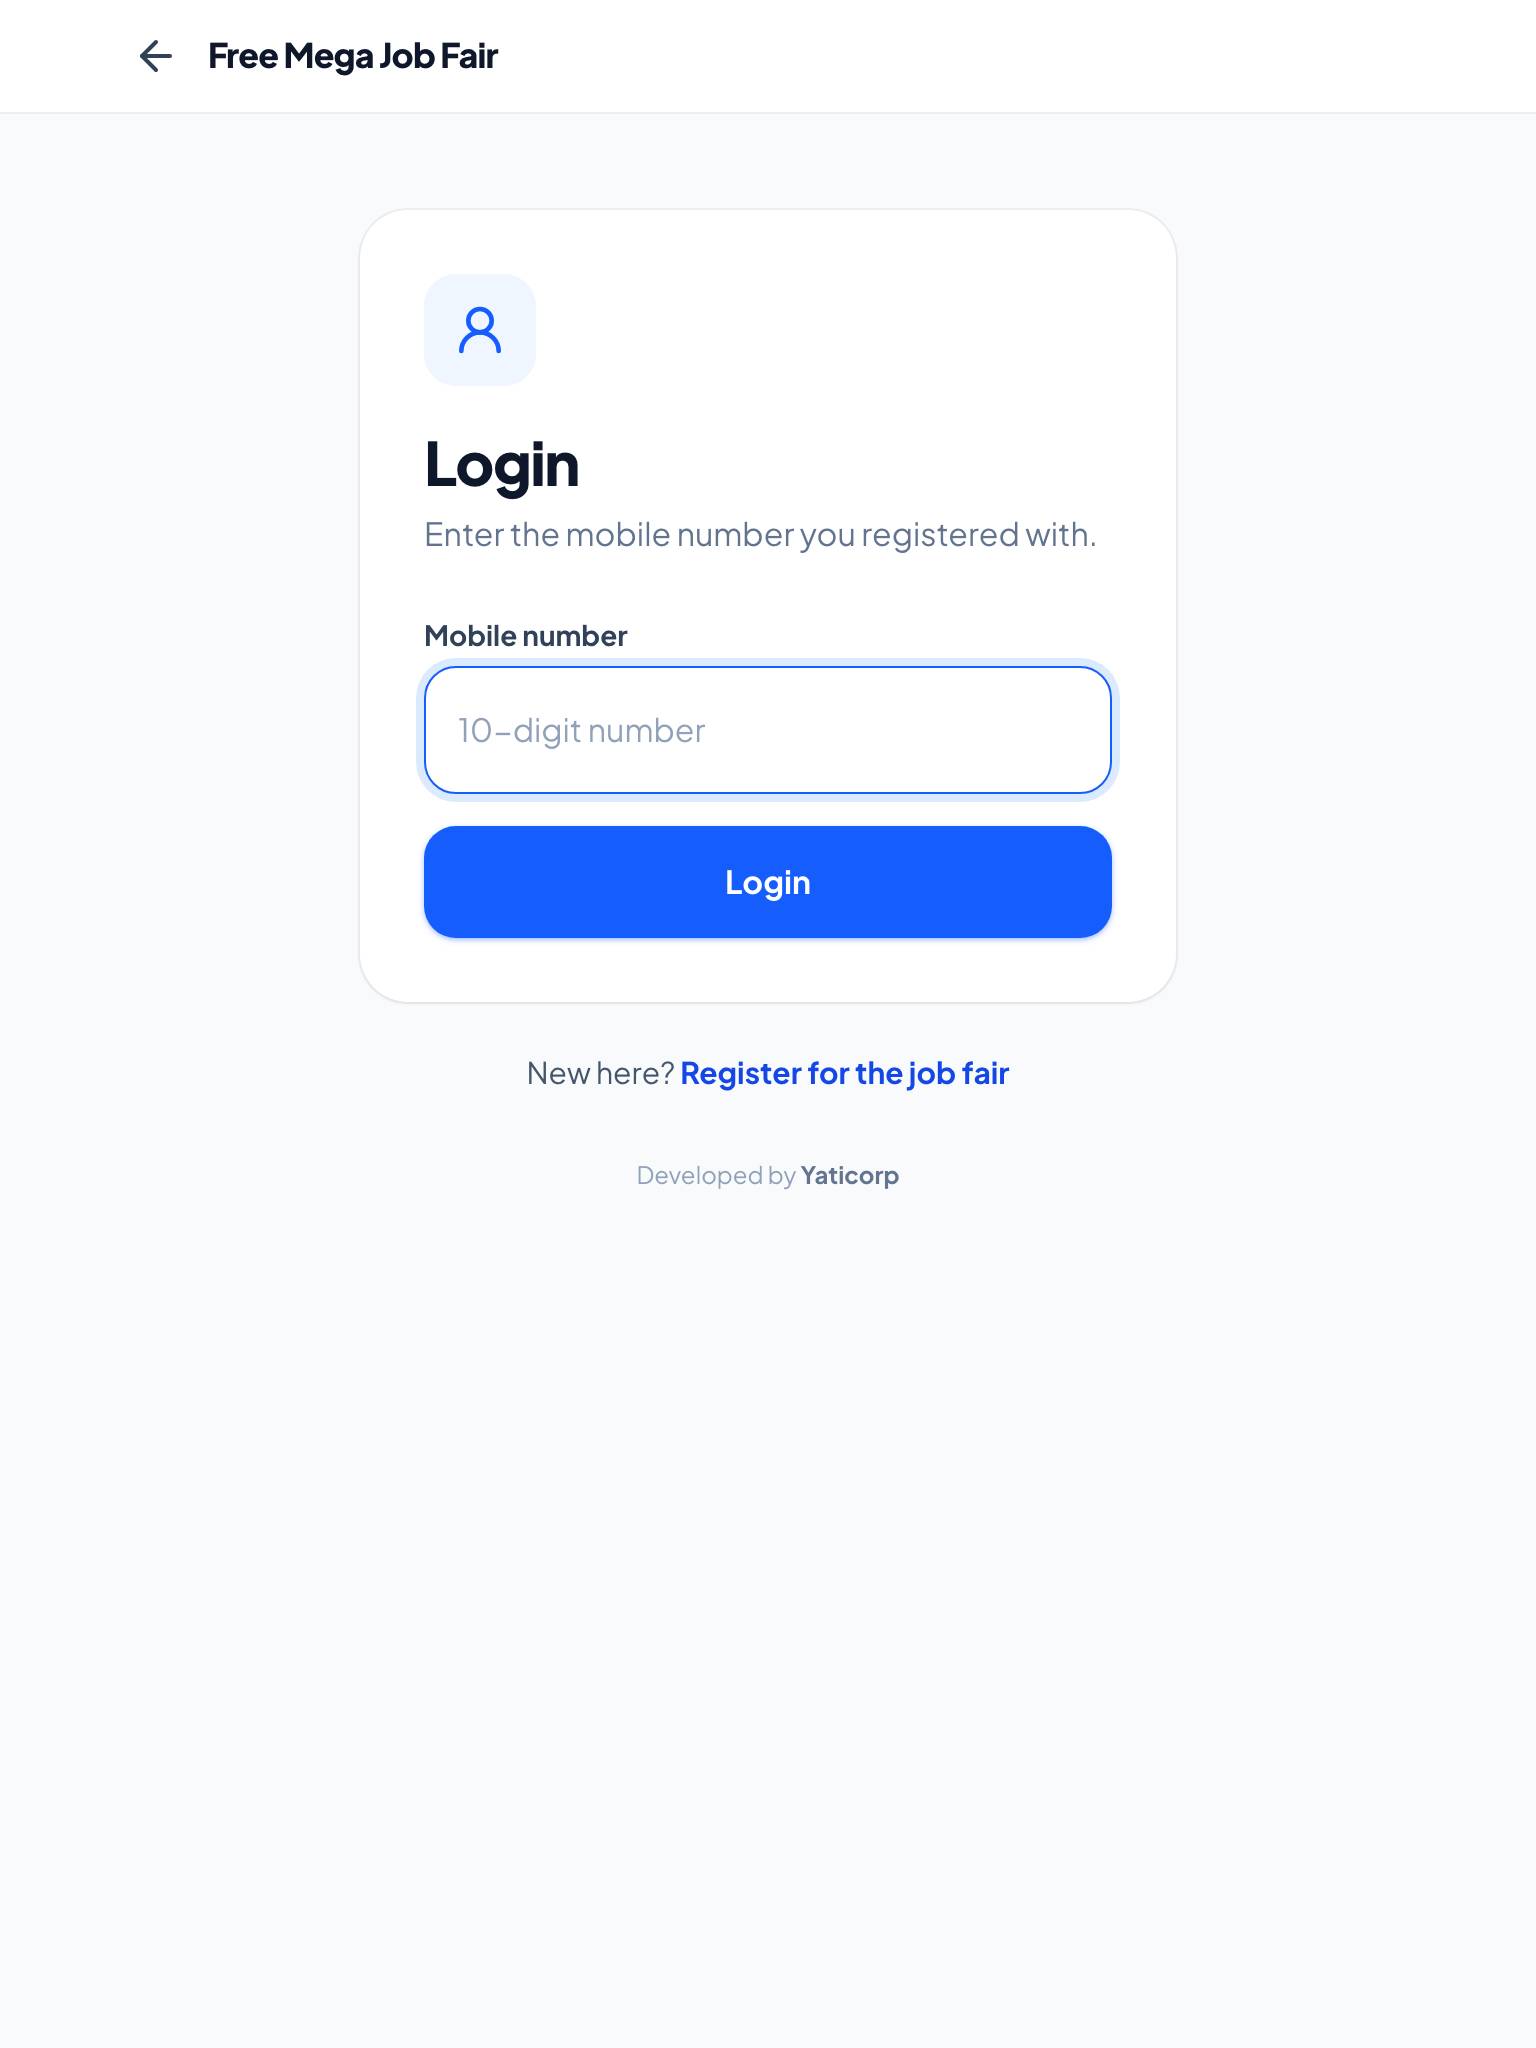 Free Mega Job Fair
Login
Enter the mobile number you registered with.
Mobile number
10-digit number
Login
New here? Register for the job fair
Developed by Yaticorp